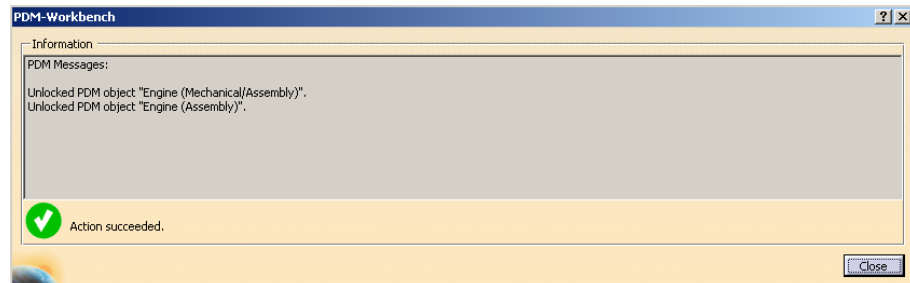 PDM-Workbench
Information
PDM Messages:
Unlocked PDM object "Engine (Mechanical/Assembly)".
Unlocked PDM object "Engine (Assembly)".
Action succeeded.
Close